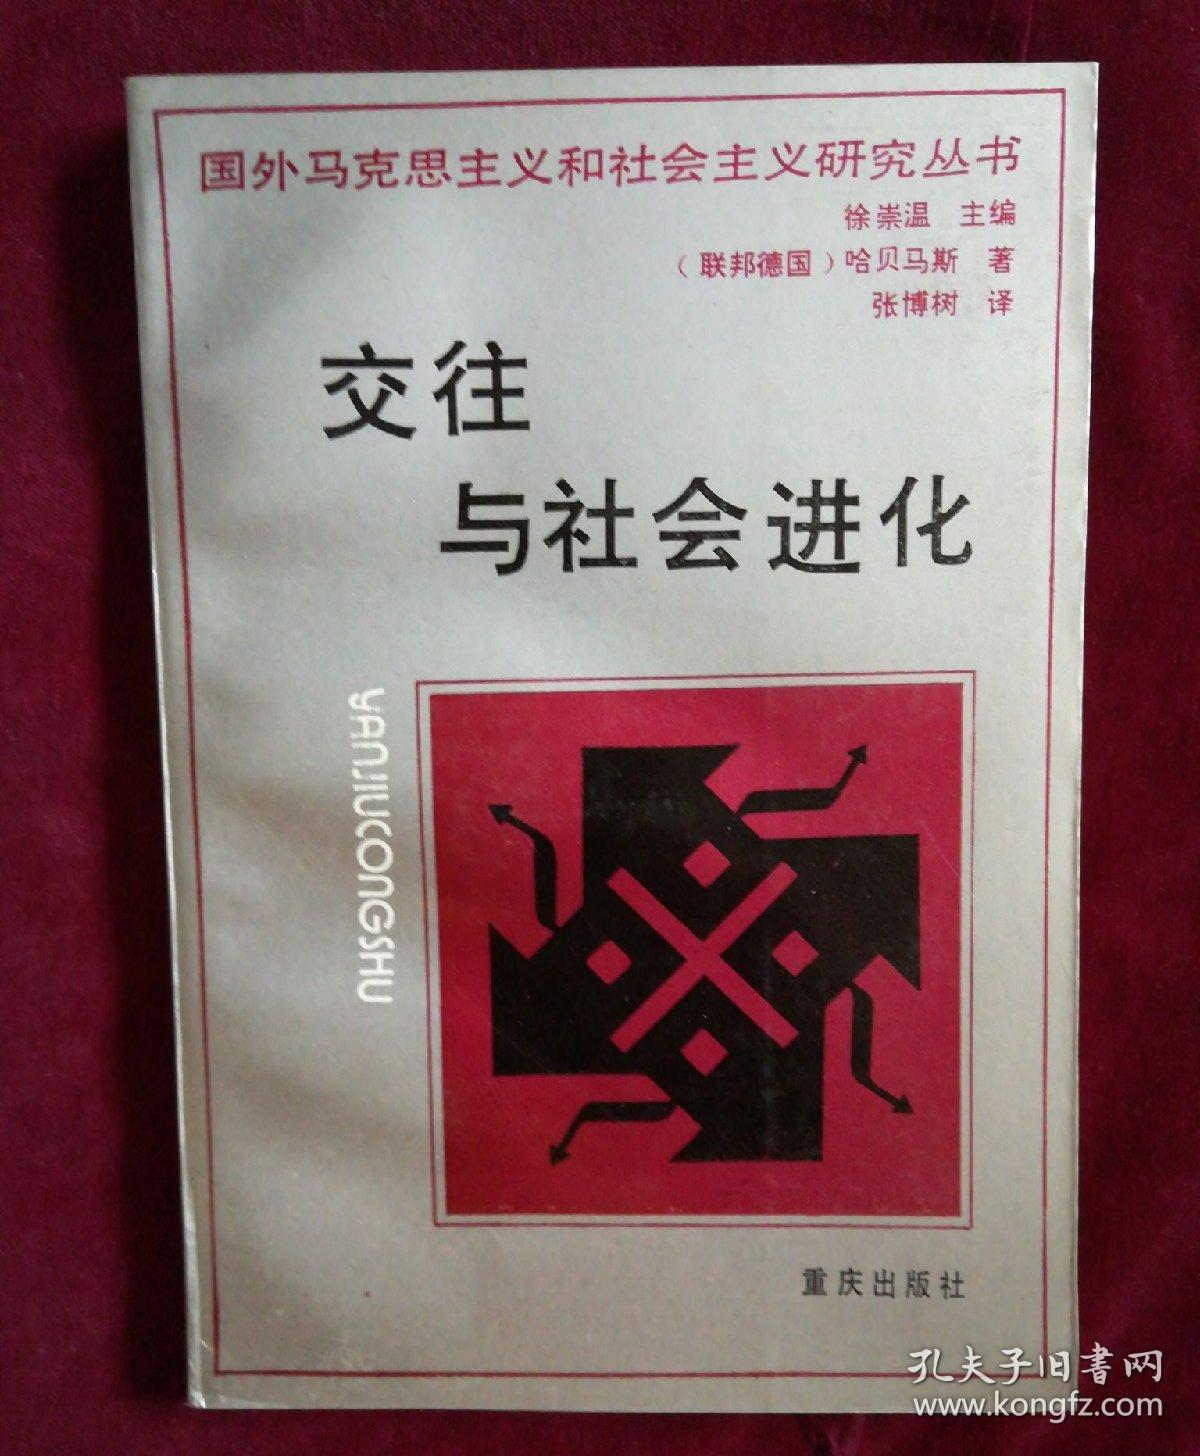 国外马克思主义和社会主义研究丛书
徐崇温 主编
（联邦德国）哈贝马斯 著
张博树 译
交往
与社会进化
YANJIUCONGSHU
重庆出版社
孔夫子旧書网
www.kongfz.com